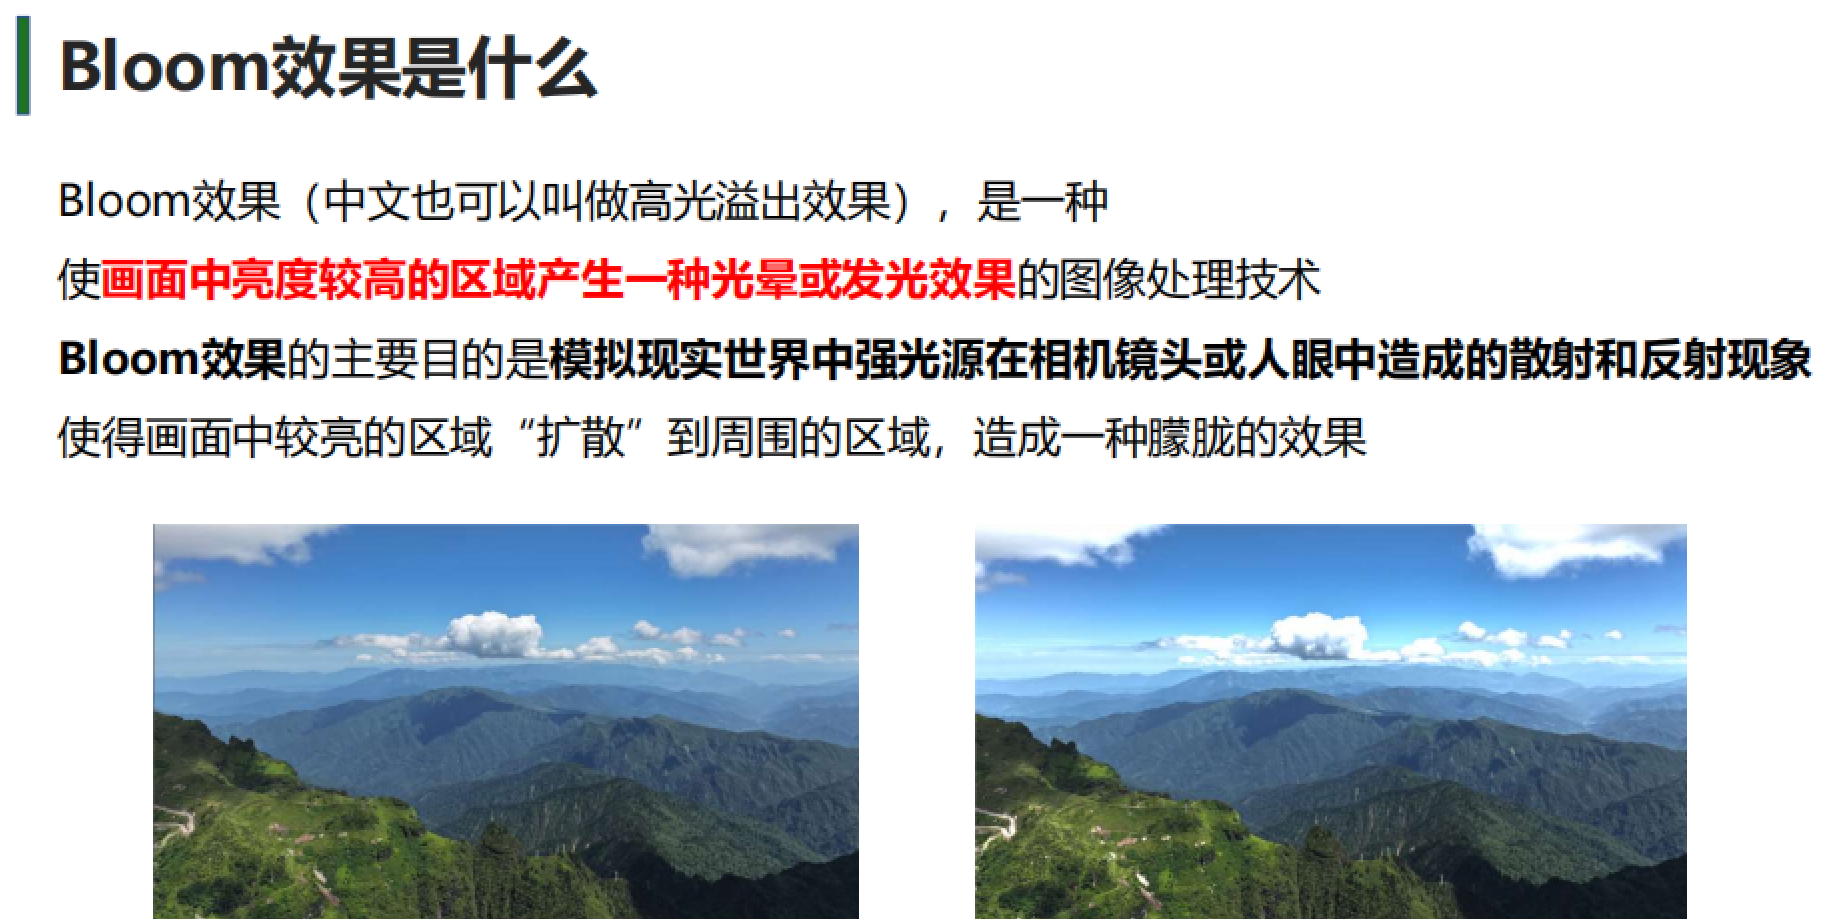 Bloom效果是什么
Bloom效果（中文也可以叫做高光溢出效果），是一种
使画面中亮度较高的区域产生一种光晕或发光效果的图像处理技术
Bloom效果的主要目的是模拟现实世界中强光源在相机镜头或人眼中造成的散射和反射现象
使得画面中较亮的区域“扩散”到周围的区域，造成一种朦胧的效果